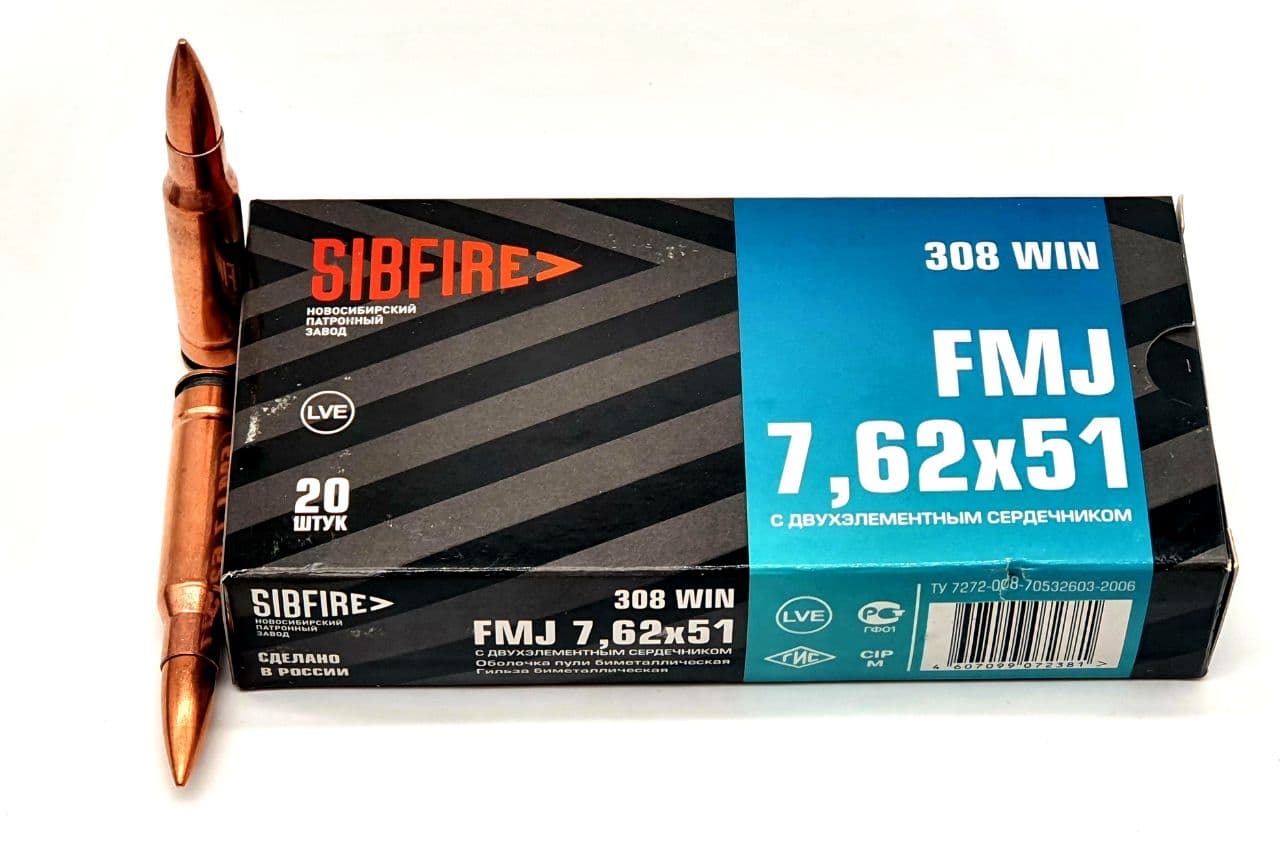 SIBFIRE>
НОВОСИБИРСКИЙ
ПАТРОННЫЙ
ЗАВОД
LVE
20
ШТУК
308 WIN
FMJ
7,62x51
С ДВУХЭЛЕМЕНТНЫМ СЕРДЕЧНИКОМ
SIBFIRE>
НОВОСИБИРСКИЙ
ПАТРОННЫЙ
ЗАВОД
СДЕЛАНО
В РОССИИ
308 WIN
FMJ 7,62x51
С ДВУХЭЛЕМЕНТНЫМ СЕРДЕЧНИКОМ
Оболочка пули биметаллическая
Гильза биметаллическая
LVE
РСТ
ГФ01
ГИС
CIP
M
ТУ 7272-008-70532603-2006
4 607099 072381 >